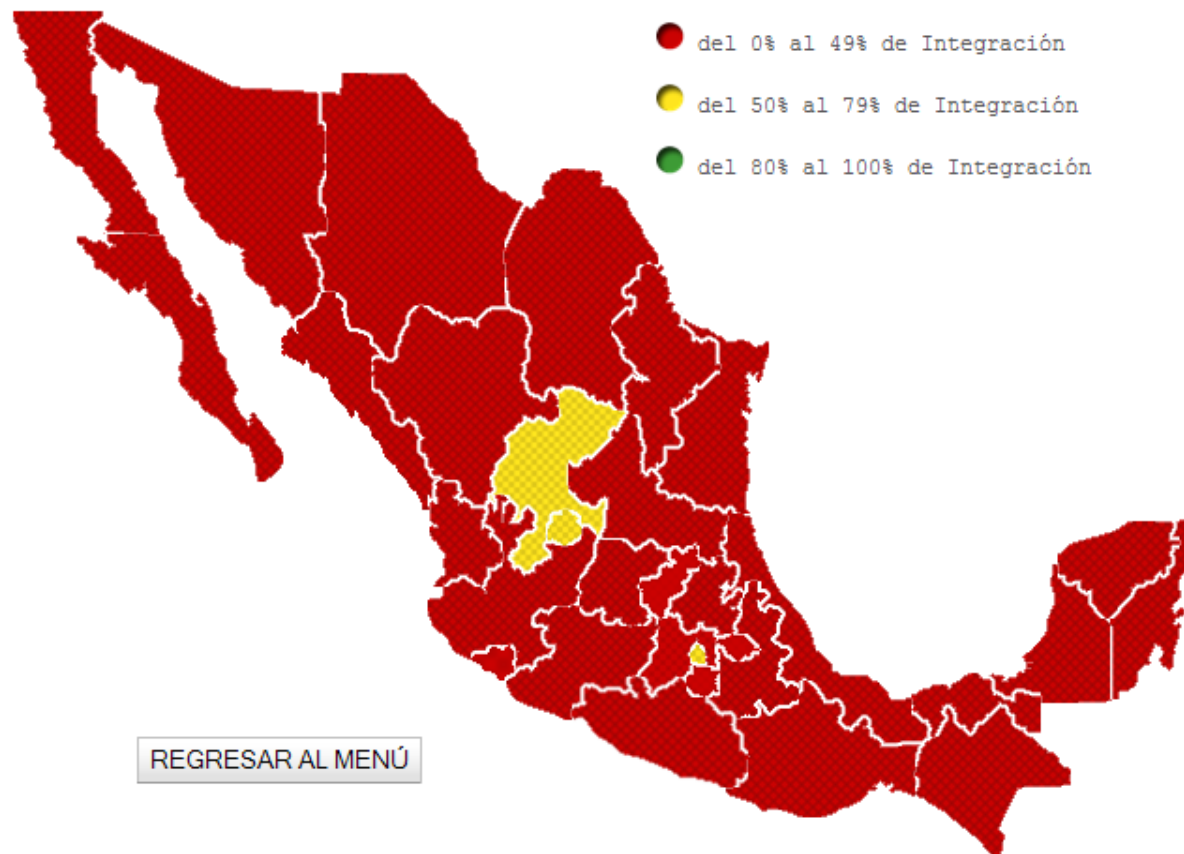 del 0% al 49% de Integración
del 50% al 79% de Integración
del 80% al 100% de Integración
REGRESAR AL MENÚ